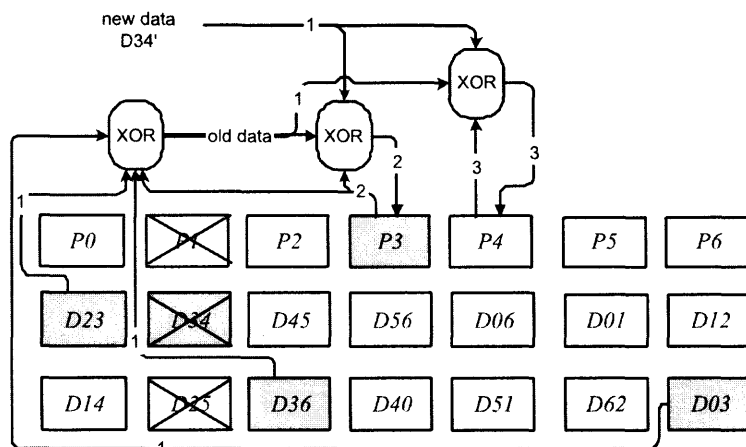 new data 1
D34'
XOR
1
XOR old data XOR
2 3 3
1 2
P0 P1 P2 P3 P4 P5 P6
D23 D34 D45 D56 D06 D01 D12
1
D14 D25 D36 D40 D51 D62 D03
1